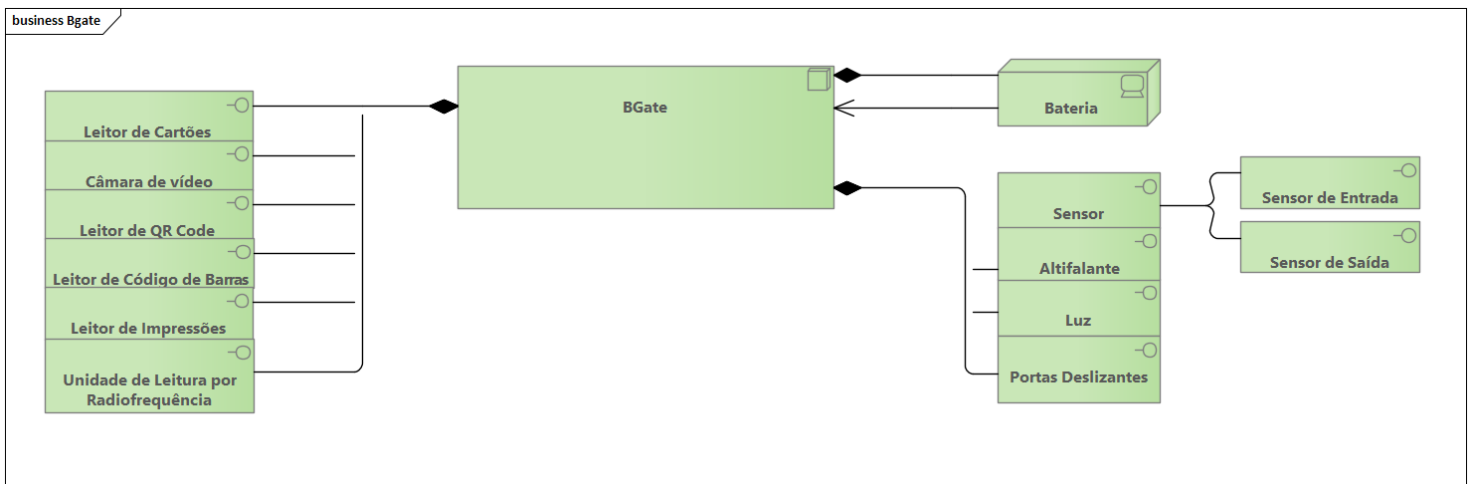 business Bgate
Leitor de Cartões
Câmara de vídeo
Leitor de QR Code
Leitor de Código de Barras
Leitor de Impressões
Unidade de Leitura por
Radiofrequência
BGate
Bateria
Sensor
Altifalante
Luz
Portas Deslizantes
Sensor de Entrada
Sensor de Saída